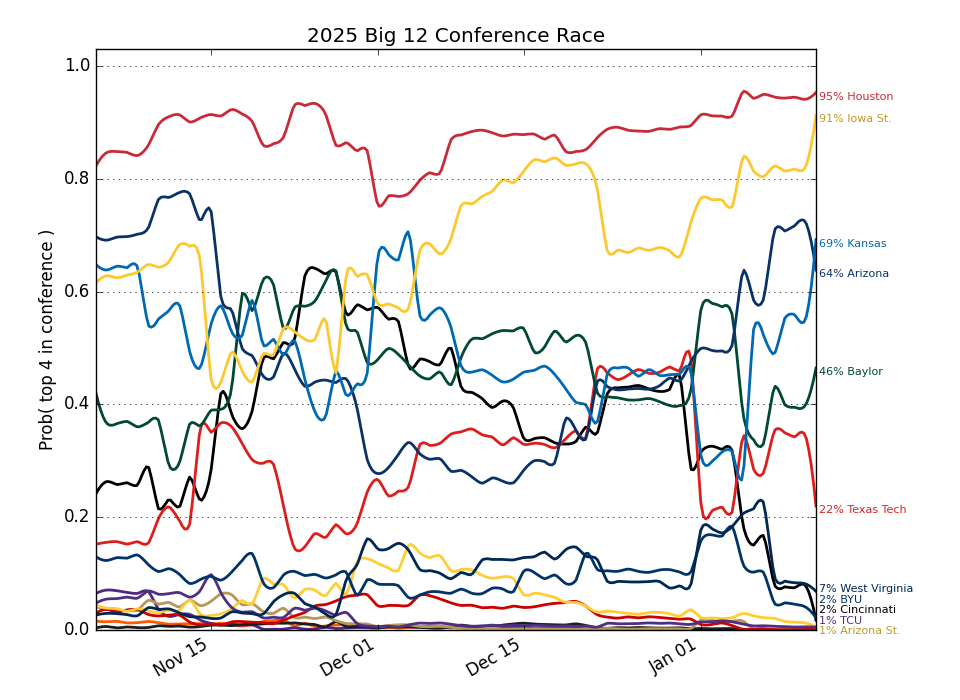 2025 Big 12 Conference Race
Prob( top 4 in conference )
1.0
0.8
0.6
0.4
0.2
0.0
Nov 15
Dec 01
Dec 15
Jan 01
95% Houston
91% Iowa St.
69% Kansas
64% Arizona
46% Baylor
22% Texas Tech
7% West Virginia
2% BYU
2% Cincinnati
1% TCU
1% Arizona St.